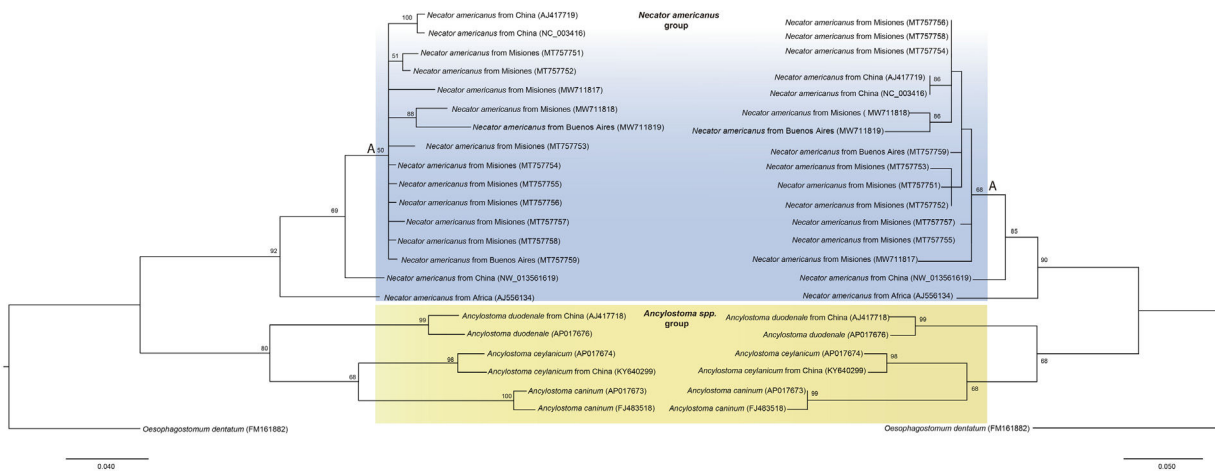 Necator americanus
group
100
Necator americanus from China (AJ417719)
Necator americanus from China (NC_003416)
51
Necator americanus from Misiones (MT757751)
Necator americanus from Misiones (MT757752)
Necator americanus from Misiones (MW711817)
88
Necator americanus from Misiones (MW711818)
Necator americanus from Buenos Aires (MW711819)
A 50
Necator americanus from Misiones (MT757753)
Necator americanus from Misiones (MT757754)
Necator americanus from Misiones (MT757755)
Necator americanus from Misiones (MT757756)
Necator americanus from Misiones (MT757757)
Necator americanus from Misiones (MT757758)
Necator americanus from Buenos Aires (MT757759)
69
Necator americanus from China (NW_013561619)
92
Necator americanus from Africa (AJ556134)
Ancylostoma spp.
group
99
Ancylostoma duodenale from China (AJ417718)
Ancylostoma duodenale (AP017676)
80
98
Ancylostoma ceylanicum (AP017674)
Ancylostoma ceylanicum from China (KY640299)
68
100
Ancylostoma caninum (AP017673)
Ancylostoma caninum (FJ483518)
Oesophagostomum dentatum (FM161882)
0.040
Necator americanus from Misiones (MT757756)
Necator americanus from Misiones (MT757758)
Necator americanus from Misiones (MT757754)
Necator americanus from China (AJ417719)
86
Necator americanus from China (NC_003416)
Necator americanus from Misiones ( MW711818)
86
Necator americanus from Buenos Aires (MW711819)
Necator americanus from Buenos Aires (MT757759)
Necator americanus from Misiones (MT757753)
Necator americanus from Misiones (MT757751)
68 A
Necator americanus from Misiones (MT757752)
Necator americanus from Misiones (MT757757)
Necator americanus from Misiones (MT757755)
85
Necator americanus from Misiones (MW711817)
90
Necator americanus from China (NW_013561619)
Necator americanus from Africa (AJ556134)
Ancylostoma duodenale from China (AJ417718)
99
Ancylostoma duodenale (AP017676)
68
Ancylostoma ceylanicum (AP017674)
98
Ancylostoma ceylanicum from China (KY640299)
68
Ancylostoma caninum (AP017673)
99
Ancylostoma caninum (FJ483518)
Oesophagostomum dentatum (FM161882)
0.050